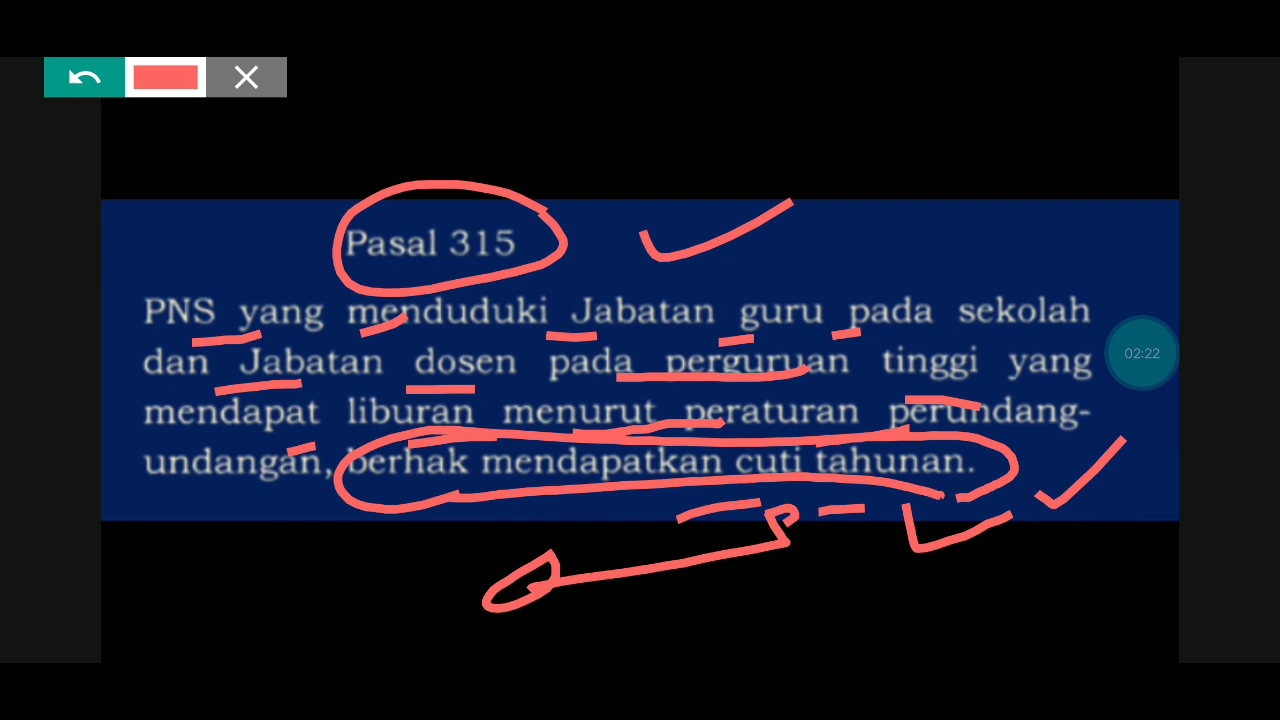 Pasal 315
PNS yang menduduki Jabatan guru pada sekolah
dan Jabatan dosen pada perguruan tinggi yang
mendapat liburan menurut peraturan perundang-
undangan, berhak mendapatkan cuti tahunan.
02:22